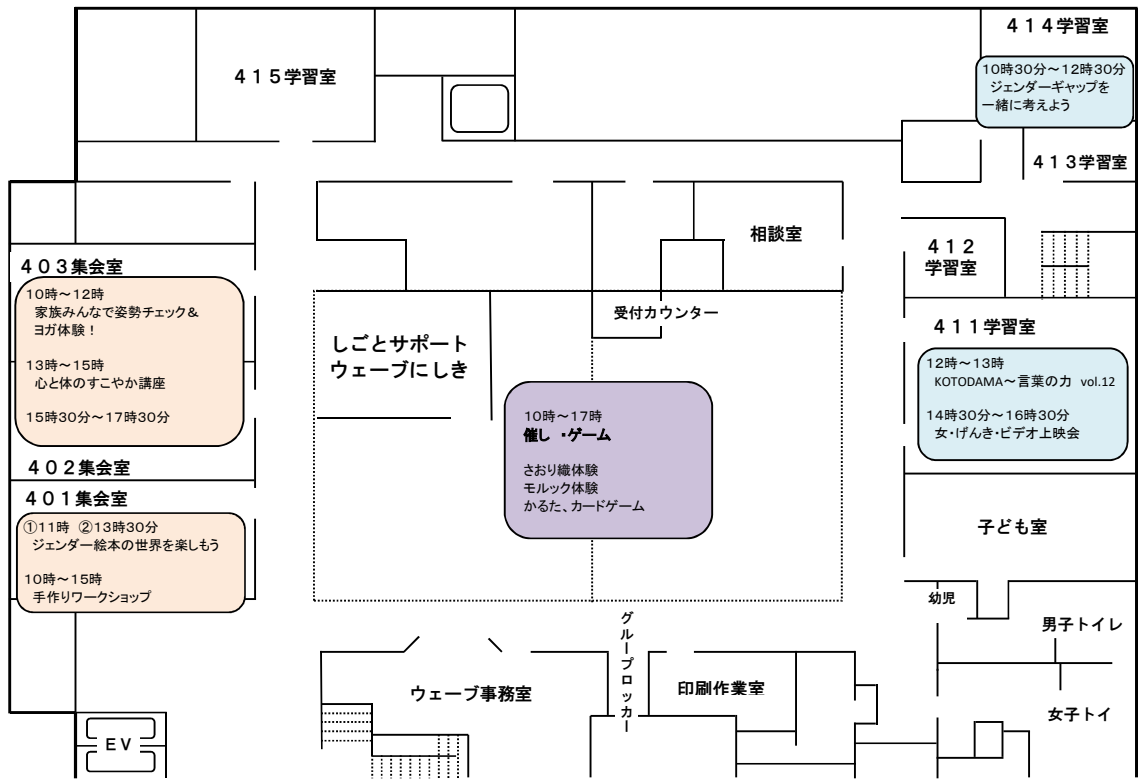 ４１５学習室
４１４学習室
10時30分～12時30分
ジェンダーギャップを
一緒に考えよう
４１３学習室
相談室
４１２
学習室
４０３集会室
10時～12時
家族みんなで姿勢チェック＆
ヨガ体験！
13時～15時
心と体のすこやか講座
15時30分～17時30分
４０２集会室
４０１集会室
①11時 ②13時30分
ジェンダー絵本の世界を楽しもう
10時～15時
手作りワークショップ
受付カウンター
しごとサポート
ウェーブにしき
10時～17時
催し ・ゲーム
さおり織体験
モルック体験
かるた、カードゲーム
４１１学習室
12時～13時
KOTODAMA～言葉の力 vol.12
14時30分～16時30分
女・げんき・ビデオ上映会
子ども室
幼児
男子トイレ
女子トイ
グループロッカー
ウェーブ事務室
印刷作業室
ＥＶ